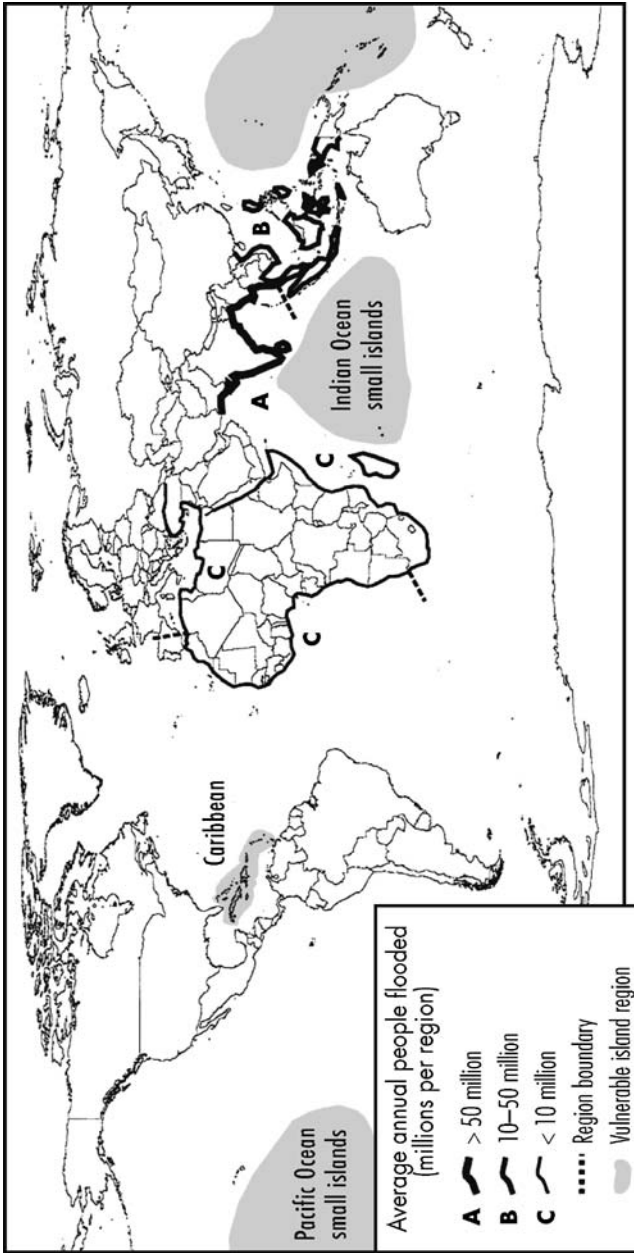 Caribbean
Pacific Ocean
small islands
Indian Ocean
small islands
A
B
C
C
C
Average annual people flooded
(millions per region)
A > 50 million
B 10–50 million
C < 10 million
Region boundary
Vulnerable island region